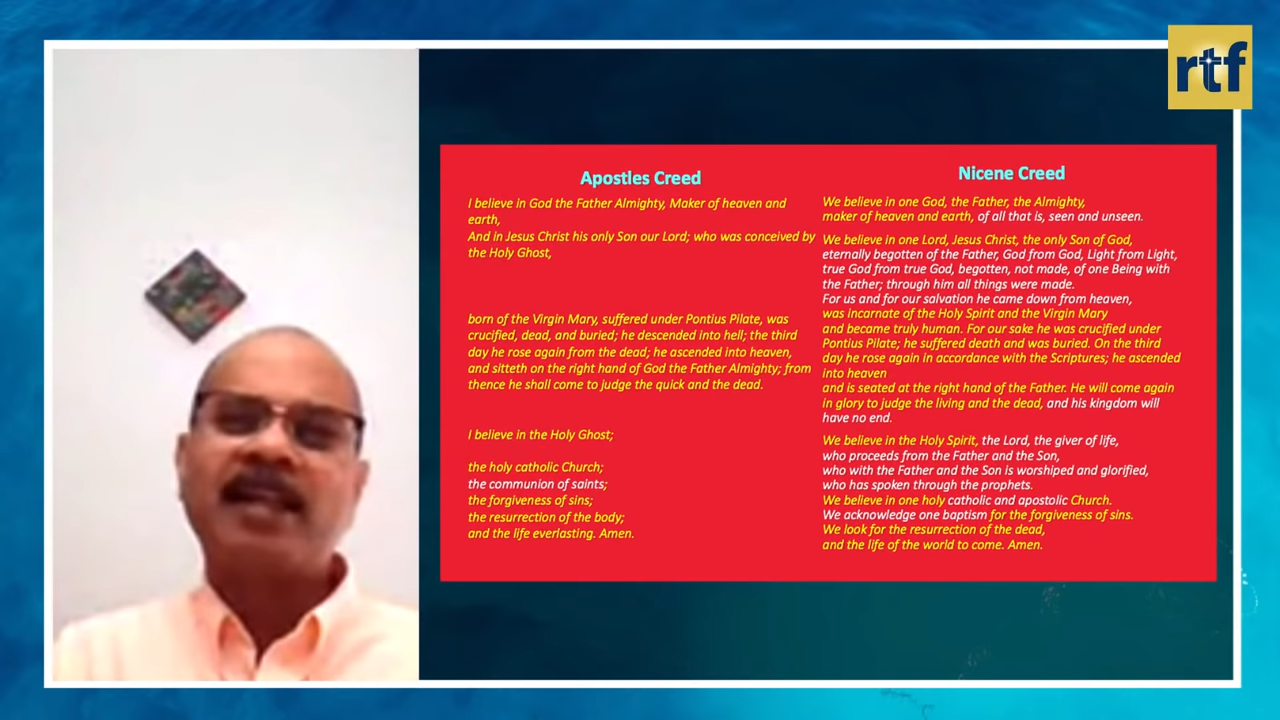 rtf
Apostles Creed
I believe in God the Father Almighty, Maker of heaven and
earth,
And in Jesus Christ his only Son our Lord; who was conceived by
the Holy Ghost,
born of the Virgin Mary, suffered under Pontius Pilate, was
crucified, dead, and buried; he descended into hell; the third
day he rose again from the dead; he ascended into heaven,
and sitteth on the right hand of God the Father Almighty; from
thence he shall come to judge the quick and the dead.
I believe in the Holy Ghost;
the holy catholic Church;
the communion of saints;
the forgiveness of sins;
the resurrection of the body;
and the life everlasting. Amen.
Nicene Creed
We believe in one God, the Father, the Almighty,
maker of heaven and earth, of all that is, seen and unseen.
We believe in one Lord, Jesus Christ, the only Son of God,
eternally begotten of the Father, God from God, Light from Light,
true God from true God, begotten, not made, of one Being with
the Father; through him all things were made.
For us and for our salvation he came down from heaven,
was incarnate of the Holy Spirit and the Virgin Mary
and became truly human. For our sake he was crucified under
Pontius Pilate; he suffered death and was buried. On the third
day he rose again in accordance with the Scriptures; he ascended
into heaven
and is seated at the right hand of the Father. He will come again
in glory to judge the living and the dead, and his kingdom will
have no end.
We believe in the Holy Spirit, the Lord, the giver of life,
who proceeds from the Father and the Son,
who with the Father and the Son is worshiped and glorified,
who has spoken through the prophets.
We believe in one holy catholic and apostolic Church.
We acknowledge one baptism for the forgiveness of sins.
We look for the resurrection of the dead,
and the life of the world to come. Amen.